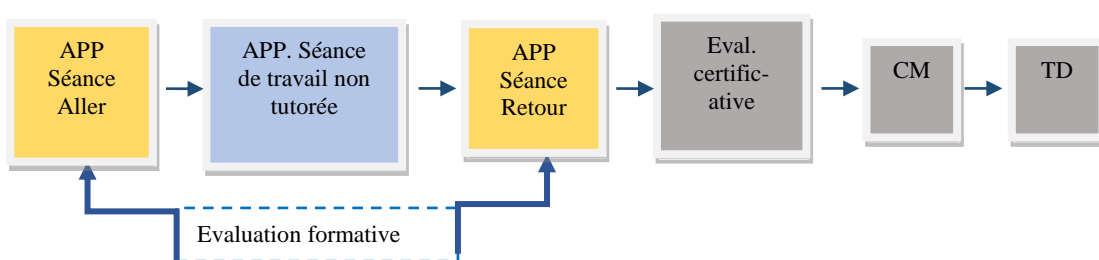 APP
Séance
Aller
APP. Séance
de travail non
tutorée
APP
Séance
Retour
Eval.
certific-
ative
CM
TD
Evaluation formative